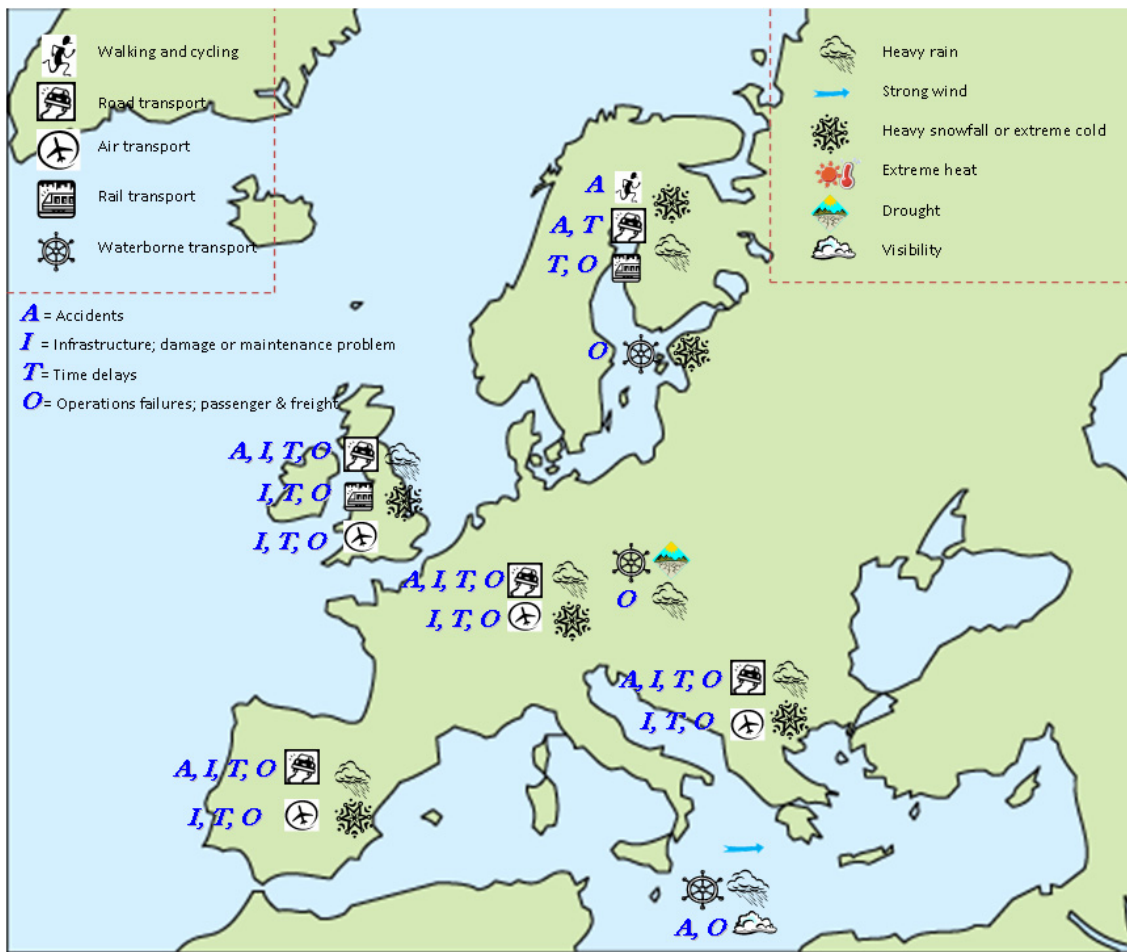 Walking and cycling
Road transport
Air transport
Rail transport
Waterborne transport
A = Accidents
I = Infrastructure; damage or maintenance problem
T = Time delays
O = Operations failures; passenger & freight
Heavy rain
Strong wind
Heavy snowfall or extreme cold
Extreme heat
Drought
Visibility
A
A, T
T, O
O
A, I, T, O
I, T, O
I, T, O
A, I, T, O
I, T, O
O
A, I, T, O
I, T, O
A, I, T, O
I, T, O
A, O